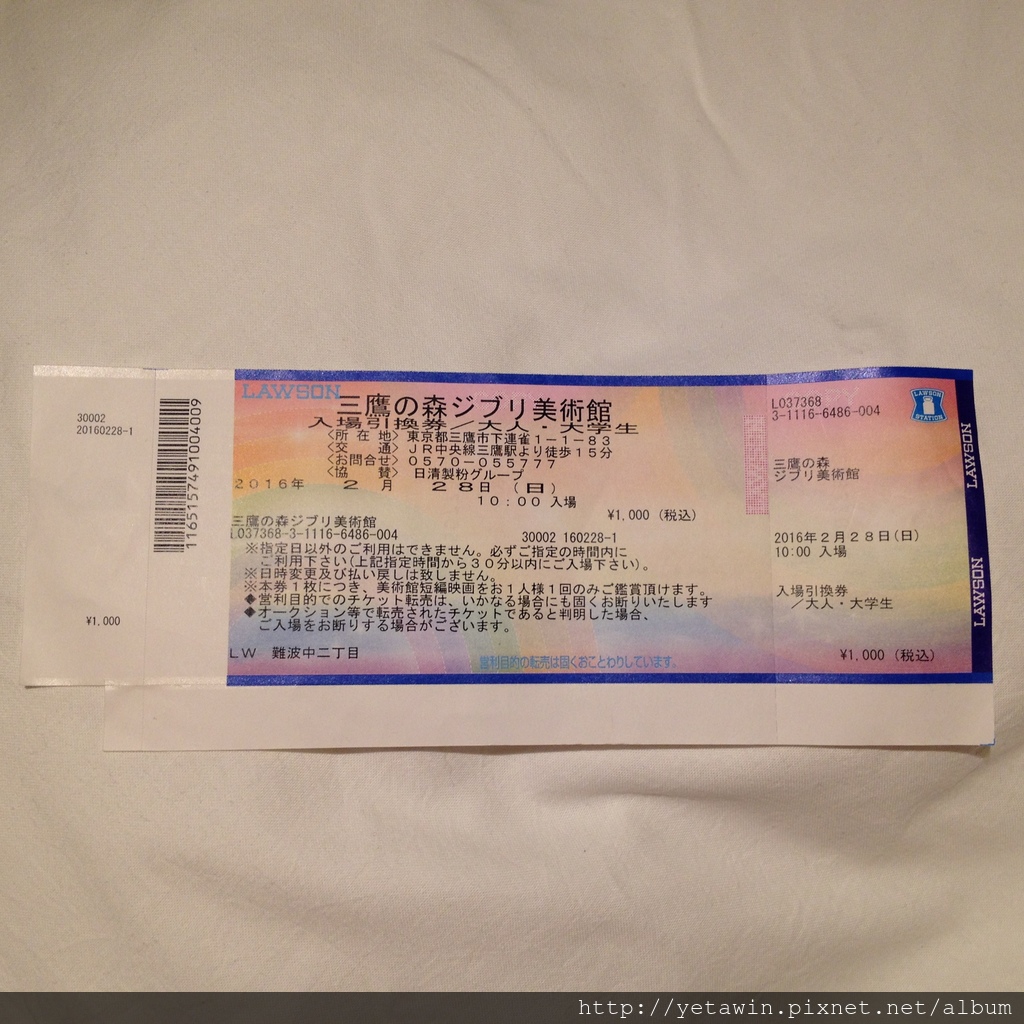 30002
20160228-1
¥1,000
1165157491004009
LAWSON
三鷹の森ジブリ美術館
入場引換券／大人・大学生
〈所 在 地〉東京都三鷹市下連雀1-1-83
〈交　　通〉JR中央線三鷹駅より徒歩15分
〈お問合せ〉0570-055777
〈協　　賛〉日清製粉グループ
2016年　2　月　28日　(日)
10:00 入場
¥1,000 (税込)
三鷹の森ジブリ美術館
L037368-3-1116-6486-004
30002 160228-1
※指定日以外のご利用はできません。必ずご指定の時間内に
ご利用下さい(上記指定時間から30分以内にご入場下さい)。
※日時変更及び払い戻しは致しません。
※本券1枚につき、美術館短編映画をお1人様1回のみご鑑賞頂けます。
◆営利目的でのチケット転売は、いかなる場合にも固くお断りいたします
◆オークション等で転売されたチケットであると判明した場合、
ご入場をお断りする場合がございます。
LW　難波中二丁目
営利目的の転売は固くおことわりしています。
L037368
3-1116-6486-004
LAWSON
STATION
三鷹の森
ジブリ美術館
2016年2月28日(日)
10:00 入場
入場引換券
／大人・大学生
¥1,000 (税込)
LAWSON
LAWSON
http://yetawin.pixnet.net/album